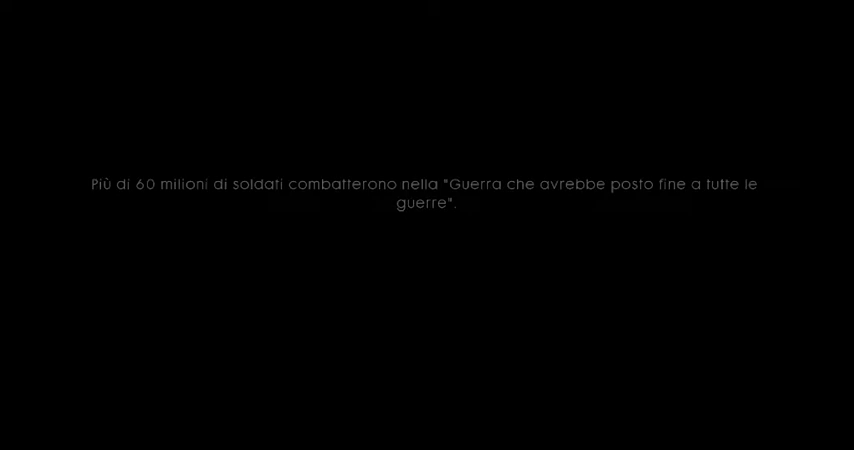 Più di 60 milioni di soldati combatterono nella "Guerra che avrebbe posto fine a tutte le
guerre".